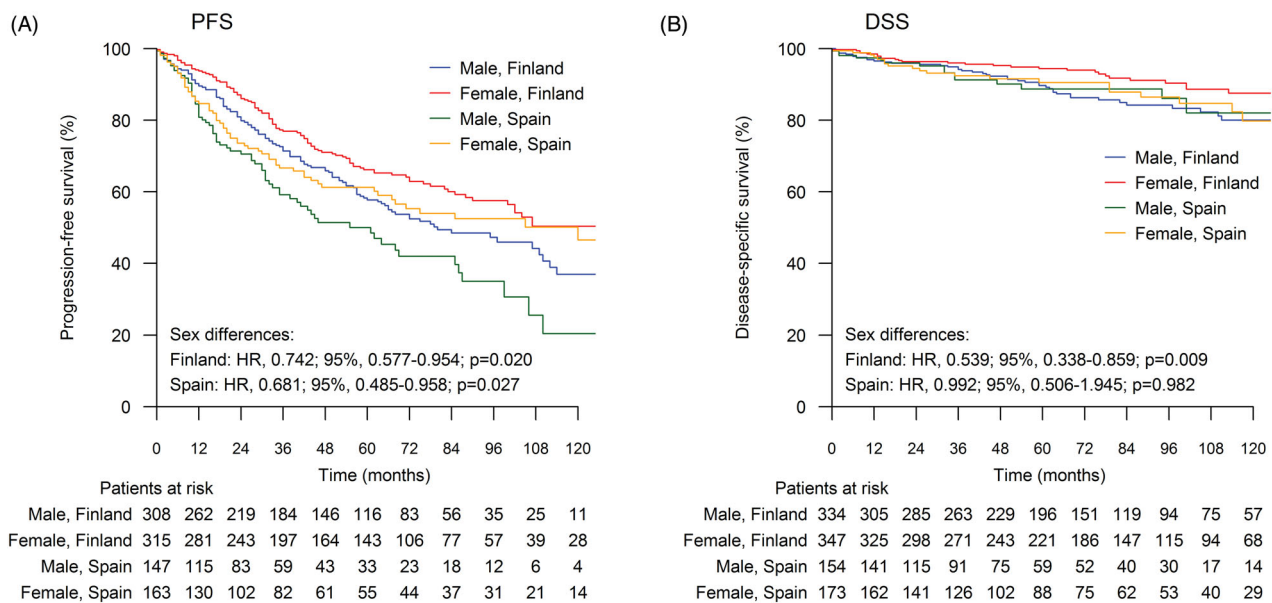 (A) PFS
Progression-free survival (%)
100
80
60
40
20
0
Male, Finland
Female, Finland
Male, Spain
Female, Spain
Sex differences:
Finland: HR, 0.742; 95%, 0.577-0.954; p=0.020
Spain: HR, 0.681; 95%, 0.485-0.958; p=0.027
0 12 24 36 48 60 72 84 96 108 120
Time (months)
Patients at risk
Male, Finland 308 262 219 184 146 116 83 56 35 25 11
Female, Finland 315 281 243 197 164 143 106 77 57 39 28
Male, Spain 147 115 83 59 43 33 23 18 12 6 4
Female, Spain 163 130 102 82 61 55 44 37 31 21 14
(B) DSS
Disease-specific survival (%)
100
80
60
40
20
0
Male, Finland
Female, Finland
Male, Spain
Female, Spain
Sex differences:
Finland: HR, 0.539; 95%, 0.338-0.859; p=0.009
Spain: HR, 0.992; 95%, 0.506-1.945; p=0.982
0 12 24 36 48 60 72 84 96 108 120
Time (months)
Patients at risk
Male, Finland 334 305 285 263 229 196 151 119 94 75 57
Female, Finland 347 325 298 271 243 221 186 147 115 94 68
Male, Spain 154 141 115 91 75 59 52 40 30 17 14
Female, Spain 173 162 141 126 102 88 75 62 53 40 29